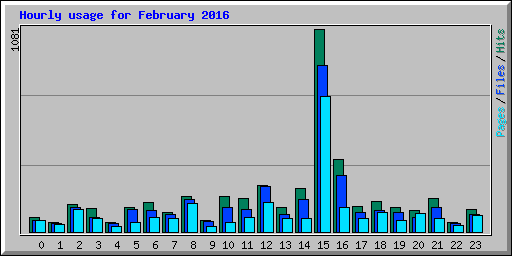 Hourly usage for February 2016
1081
Pages/Files/Hits
0 1 2 3 4 5 6 7 8 9 10 11 12 13 14 15 16 17 18 19 20 21 22 23